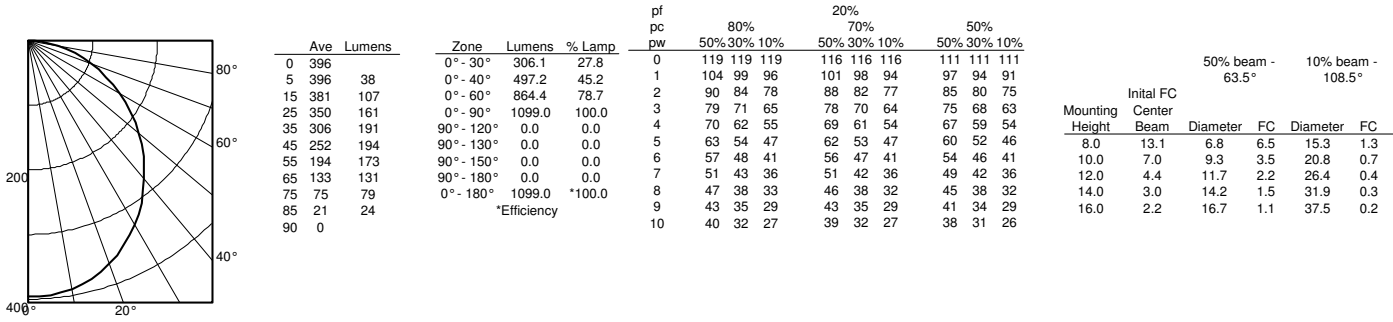 80°
60°
200
40°
400
0° 20°
Ave Lumens
0 396
5 396 38
15 381 107
25 350 161
35 306 191
45 252 194
55 194 173
65 133 131
75 75 79
85 21 24
90 0
Zone Lumens % Lamp
0°- 30° 306.1 27.8
0°- 40° 497.2 45.2
0°- 60° 864.4 78.7
0°- 90° 1099.0 100.0
90°- 120° 0.0 0.0
90°- 130° 0.0 0.0
90°- 150° 0.0 0.0
90°- 180° 0.0 0.0
0°- 180° 1099.0 *100.0
*Efficiency
pf 20%
pc 80% 70% 50%
pw 50% 30% 10% 50% 30% 10% 50% 30% 10%
0 119 119 119 116 116 116 111 111 111
1 104 99 96 101 98 94 97 94 91
2 90 84 78 88 82 77 85 80 75
3 79 71 65 78 70 64 75 68 63
4 70 62 55 69 61 54 67 59 54
5 63 54 47 62 53 47 60 52 46
6 57 48 41 56 47 41 54 46 41
7 51 43 36 51 42 36 49 42 36
8 47 38 33 46 38 32 45 38 32
9 43 35 29 43 35 29 41 34 29
10 40 32 27 39 32 27 38 31 26
50% beam - 10% beam -
63.5° 108.5°
Inital FC
Mounting Center
Height Beam Diameter FC Diameter FC
8.0 13.1 6.8 6.5 15.3 1.3
10.0 7.0 9.3 3.5 20.8 0.7
12.0 4.4 11.7 2.2 26.4 0.4
14.0 3.0 14.2 1.5 31.9 0.3
16.0 2.2 16.7 1.1 37.5 0.2